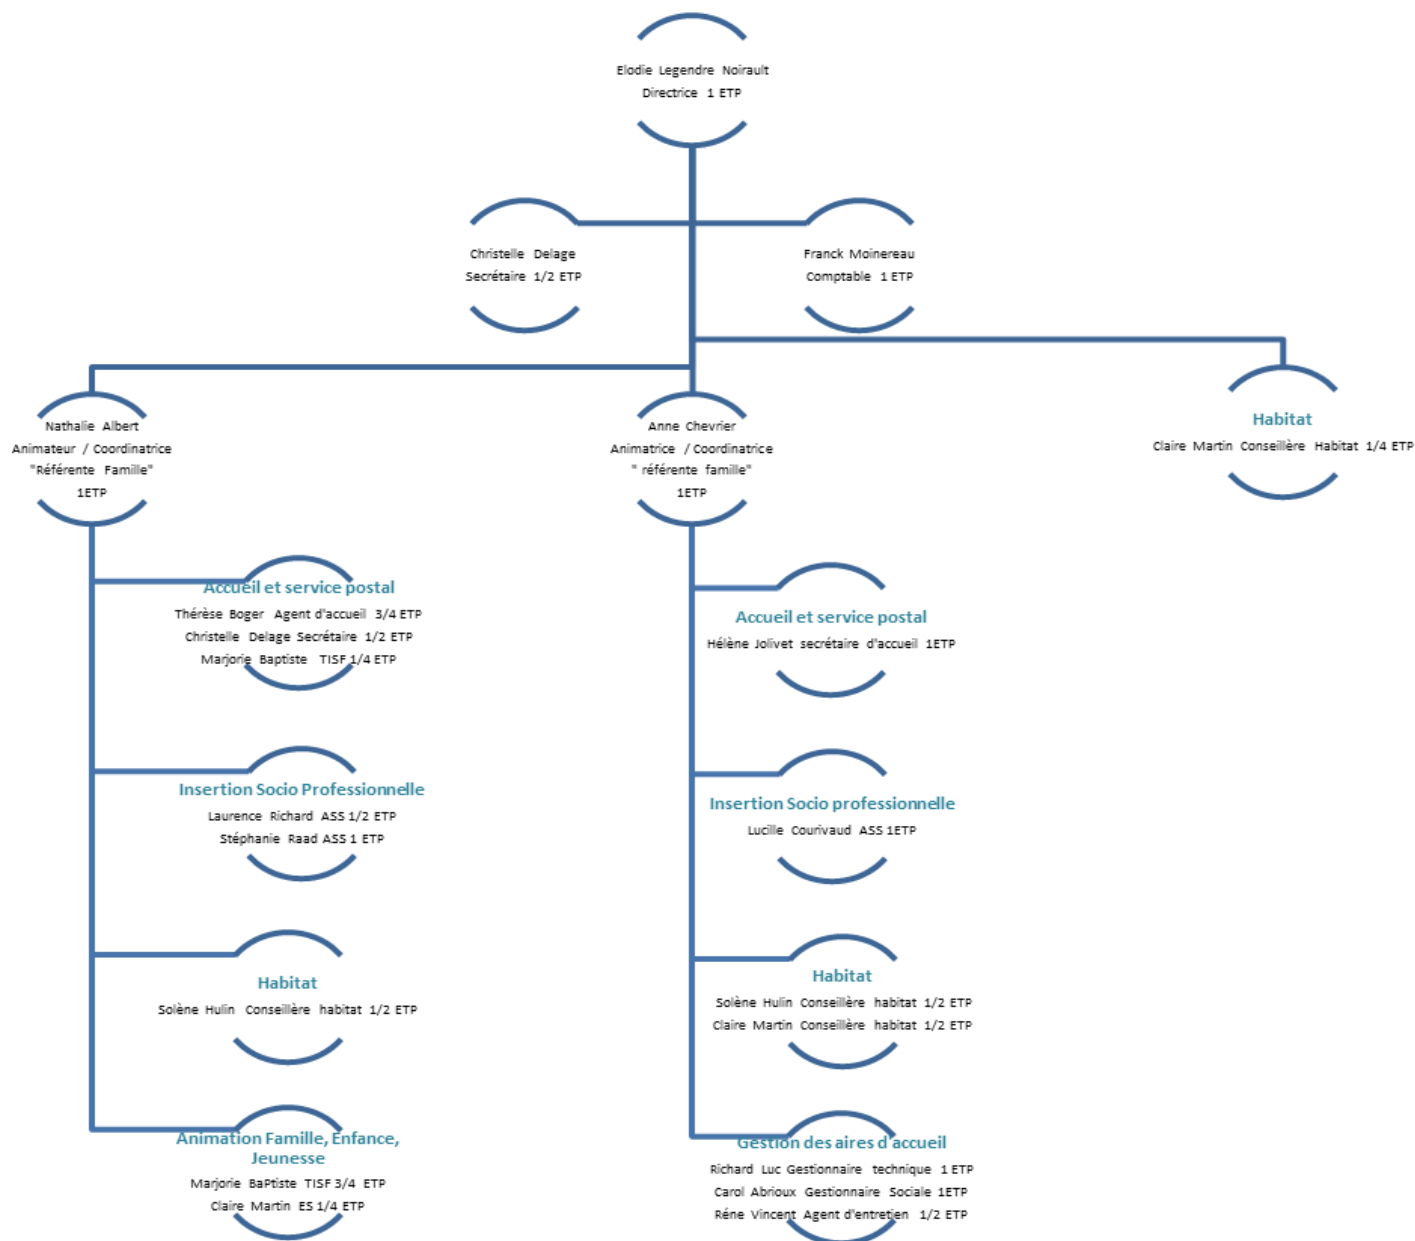 Elodie Legendre Noirault
Directrice 1 ETP
Christelle Delage
Secrétaire 1/2 ETP
Franck Moinereau
Comptable 1 ETP
Nathalie Albert
Animateur / Coordinatrice
"Référente Famille"
1ETP
Anne Chevrier
Animatrice / Coordinatrice
" référente famille"
1ETP
Habitat
Claire Martin Conseillère Habitat 1/4 ETP
Accueil et service postal
Thérèse Boger Agent d'accueil 3/4 ETP
Christelle Delage Secrétaire 1/2 ETP
Marjorie Baptiste TISF 1/4 ETP
Insertion Socio Professionnelle
Laurence Richard ASS 1/2 ETP
Stéphanie Raad ASS 1 ETP
Habitat
Solène Hulin Conseillère habitat 1/2 ETP
Animation Famille, Enfance,
Jeunesse
Marjorie BaPtiste TISF 3/4 ETP
Claire Martin ES 1/4 ETP
Accueil et service postal
Hélène Jolivet secrétaire d'accueil 1ETP
Insertion Socio professionnelle
Lucille Courivaud ASS 1ETP
Habitat
Solène Hulin Conseillère habitat 1/2 ETP
Claire Martin Conseillère habitat 1/2 ETP
Gestion des aires d'accueil
Richard Luc Gestionnaire technique 1 ETP
Carol Abrioux Gestionnaire Sociale 1ETP
Réne Vincent Agent d'entretien 1/2 ETP